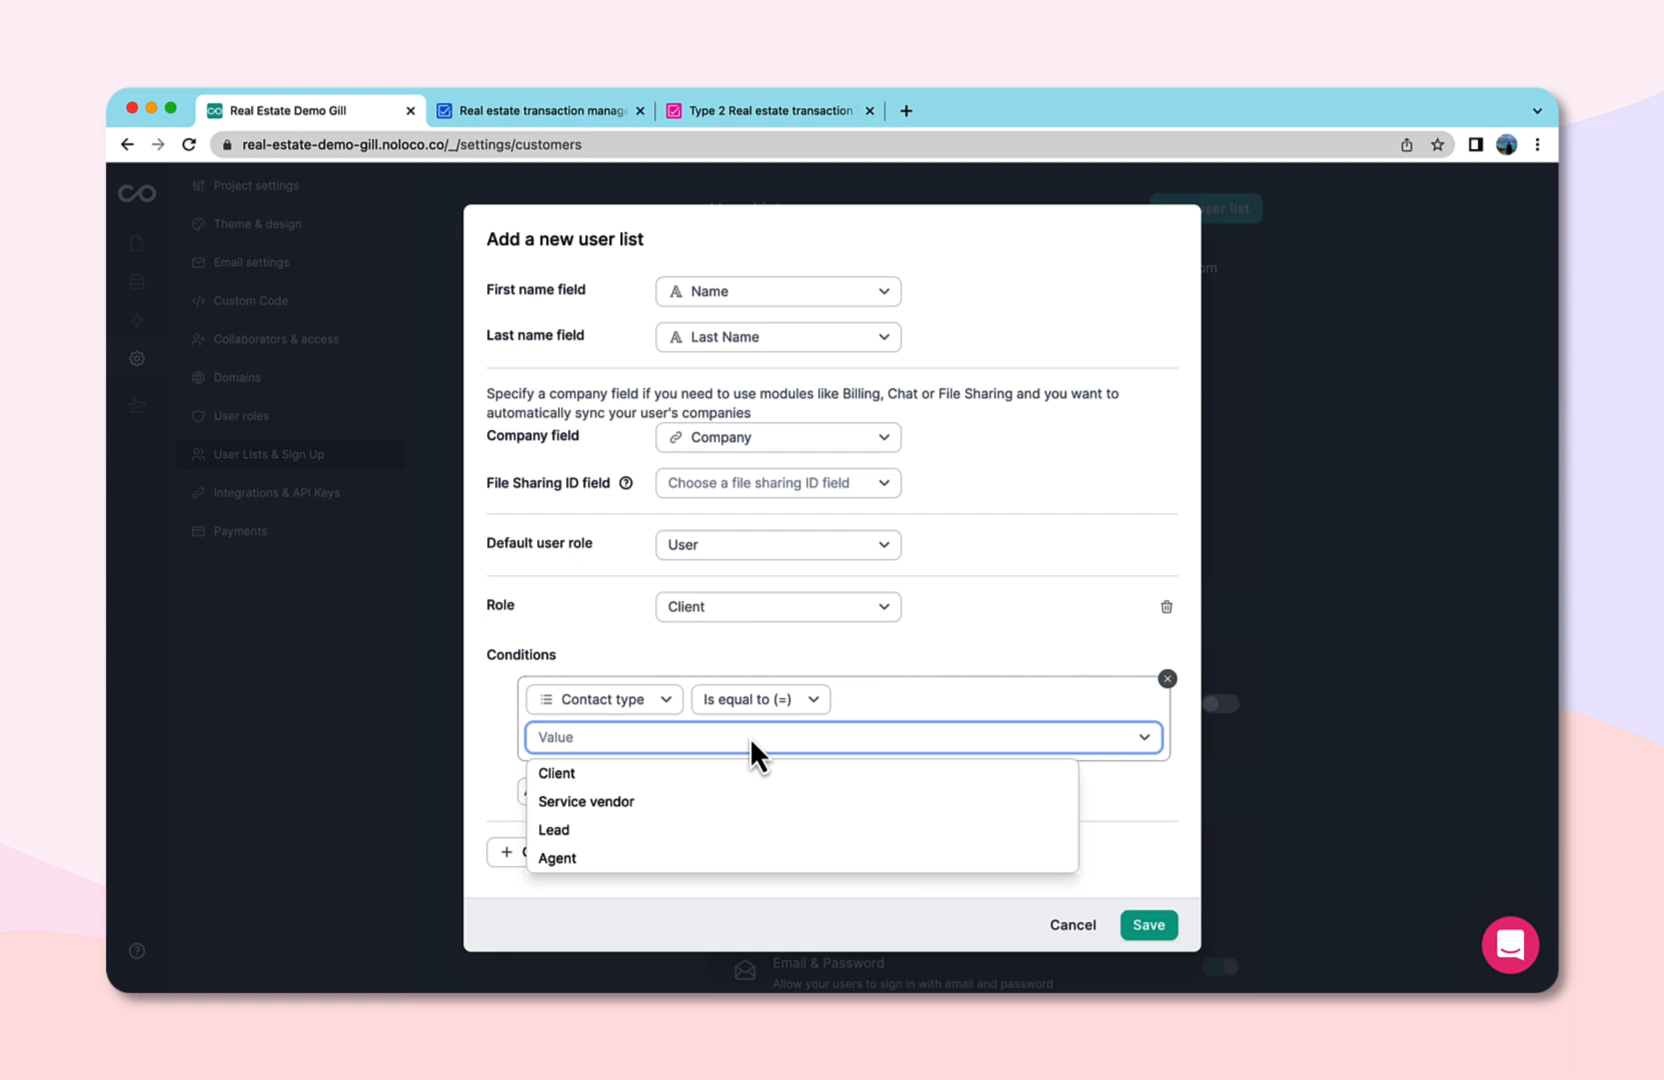 Real Estate Demo Gill
Real estate transaction manag
Type 2 Real estate transaction
real-estate-demo-gill.noloco.co/_/settings/customers
Project settings
Theme & design
Email settings
Custom Code
Collaborators & access
Domains
User roles
User Lists & Sign Up
Integrations & API Keys
Payments
ser list
om
Add a new user list
First name field
Name
Last name field
Last Name
Specify a company field if you need to use modules like Billing, Chat or File Sharing and you want to
automatically sync your user's companies
Company field
Company
File Sharing ID field
Choose a file sharing ID field
Default user role
User
Role
Client
Conditions
Contact type
Is equal to (=)
Value
Client
Service vendor
Lead
Agent
Cancel
Save
Email & Password
Allow your users to sign in with email and password